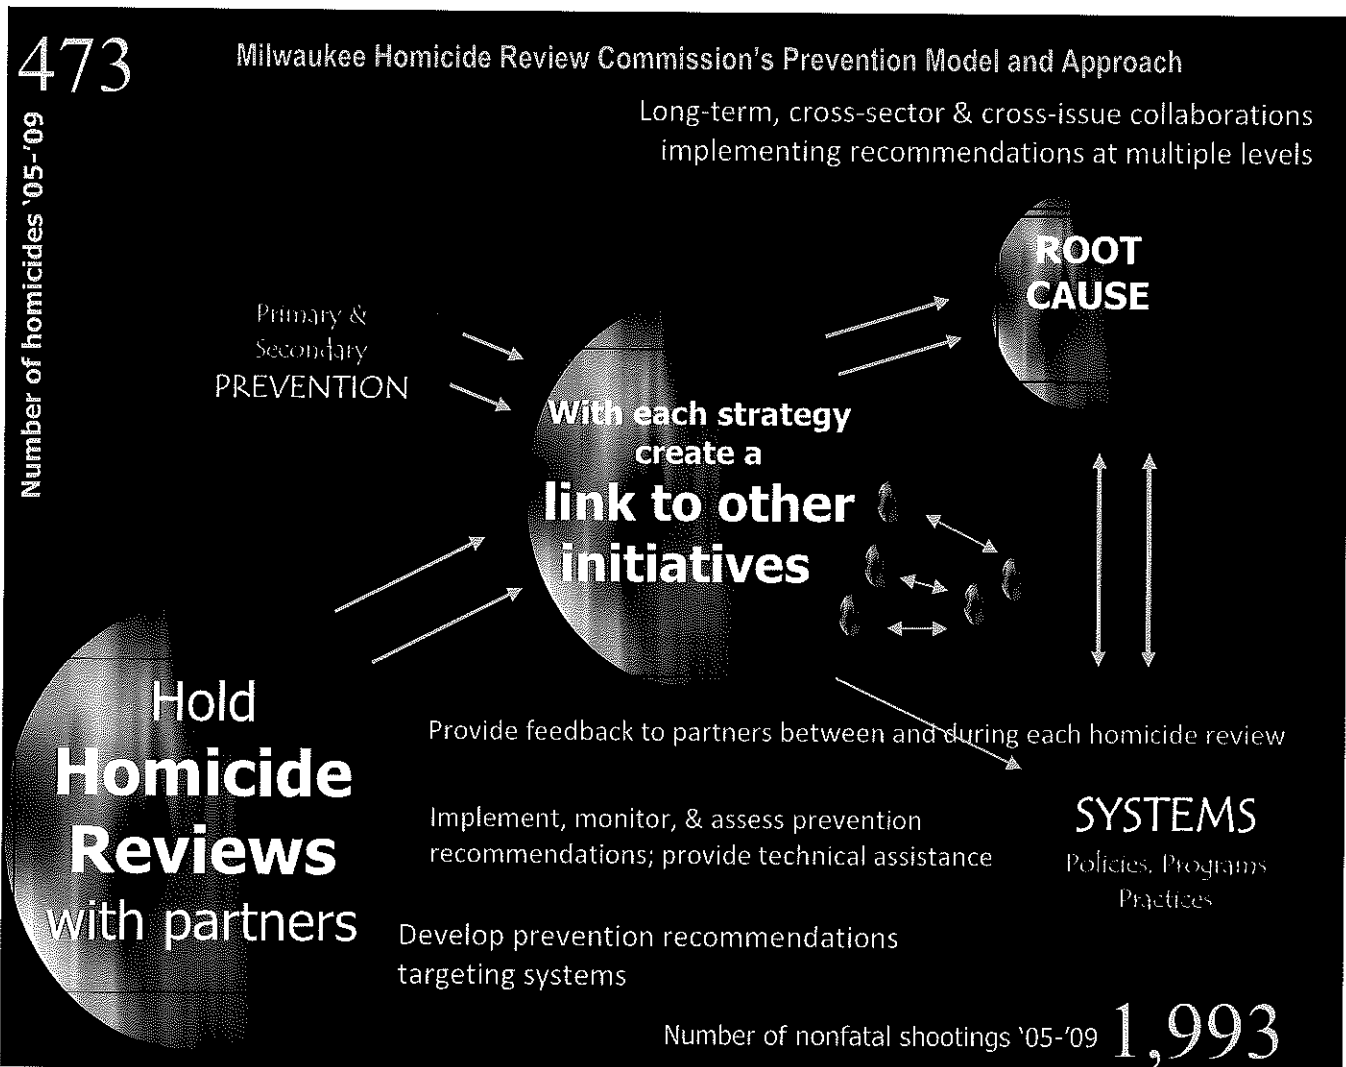 473
Milwaukee Homicide Review Commission's Prevention Model and Approach
Number of homicides '05-'09
Long-term, cross-sector & cross-issue collaborations
implementing recommendations at multiple levels
ROOT
CAUSE
Primary &
Secondary
PREVENTION
With each strategy
create a
link to other
initiatives
Hold
Homicide
Reviews
with partners
Provide feedback to partners between and during each homicide review
Implement, monitor, & assess prevention
recommendations; provide technical assistance
SYSTEMS
Policies, Programs
Practices
Develop prevention recommendations
targeting systems
Number of nonfatal shootings '05-'09 1,993